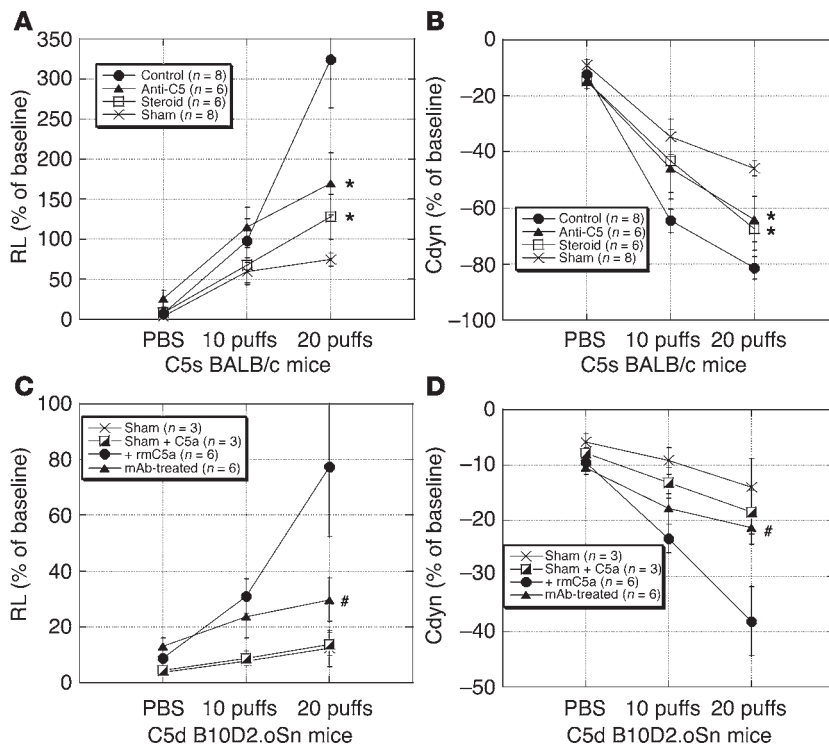 A
RL (% of baseline)
350
300
250
200
150
100
50
0
Control (n = 8)
Anti-C5 (n = 6)
Steroid (n = 6)
Sham (n = 8)
*
*
PBS 10 puffs 20 puffs
C5s BALB/c mice
B
Cdyn (% of baseline)
0
−20
−40
−60
−80
−100
Control (n = 8)
Anti-C5 (n = 6)
Steroid (n = 6)
Sham (n = 8)
*
*
PBS 10 puffs 20 puffs
C5s BALB/c mice
C
RL (% of baseline)
100
80
60
40
20
0
Sham (n = 3)
Sham + C5a (n = 3)
+ rmC5a (n = 6)
mAb-treated (n = 6)
#
PBS 10 puffs 20 puffs
C5d B10D2.oSn mice
D
Cdyn (% of baseline)
0
−10
−20
−30
−40
−50
Sham (n = 3)
Sham + C5a (n = 3)
+ rmC5a (n = 6)
mAb-treated (n = 6)
#
PBS 10 puffs 20 puffs
C5d B10D2.oSn mice